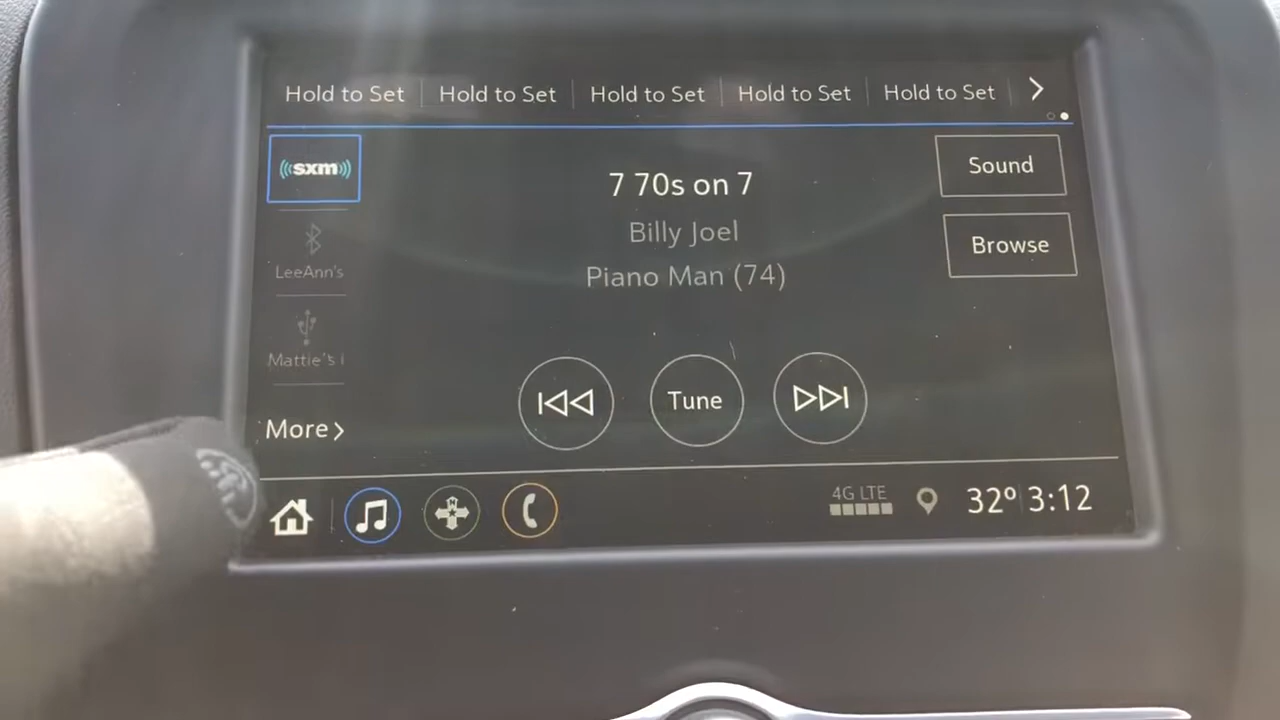 Hold to Set Hold to Set Hold to Set Hold to Set Hold to Set
sxm
7 70s on 7
Billy Joel
Piano Man (74)
Sound
Browse
LeeAnn's
Mattie's
More
Tune
N
4G LTE
32° 3:12